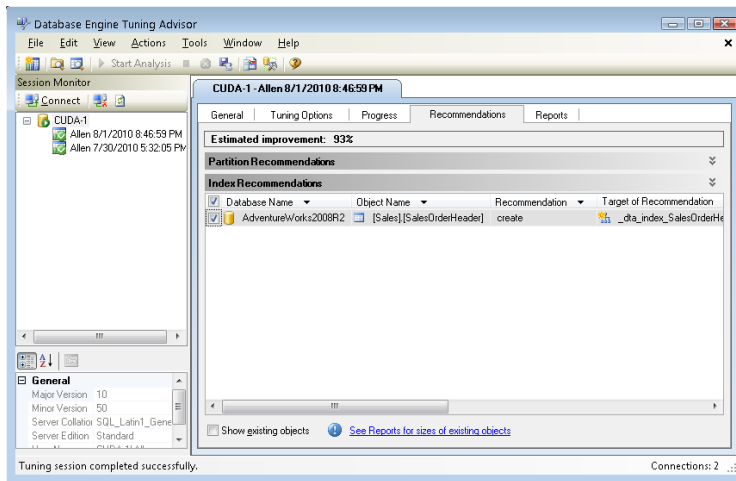 Database Engine Tuning Advisor
File Edit View Actions Tools Window Help
Start Analysis
Session Monitor
Connect
CUDA-1
Allen 8/1/2010 8:46:59 PM
Allen 7/30/2010 5:32:05 PM
CUDA-1 - Allen 8/1/2010 8:46:59 PM
General Tuning Options Progress Recommendations Reports
Estimated improvement: 93%
Partition Recommendations
Index Recommendations
Database Name Object Name Recommendation Target of Recommendation
AdventureWorks2008R2 [Sales].[SalesOrderHeader] create _dta_index_SalesOrderHe
General
Major Version 10
Minor Version 50
Server Collatior SQL_Latin1_Gene
Server Edition Standard
Show existing objects See Reports for sizes of existing objects
Tuning session completed successfully. Connections: 2